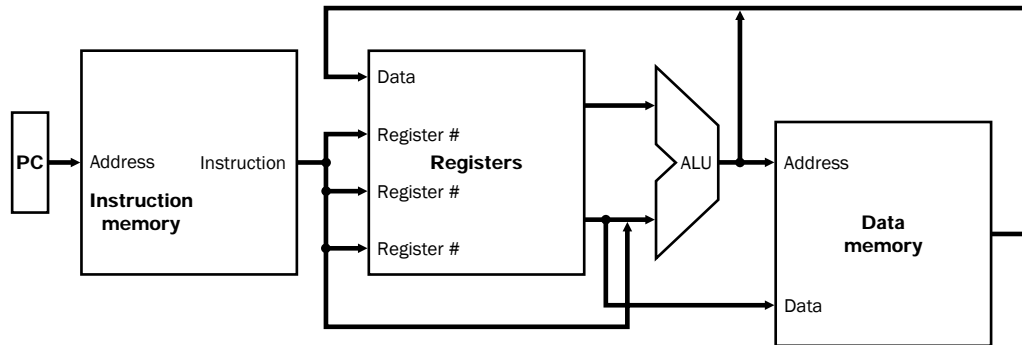 PC
Address
Instruction
Instruction
memory
Data
Register #
Registers
Register #
Register #
ALU
Address
Data
memory
Data